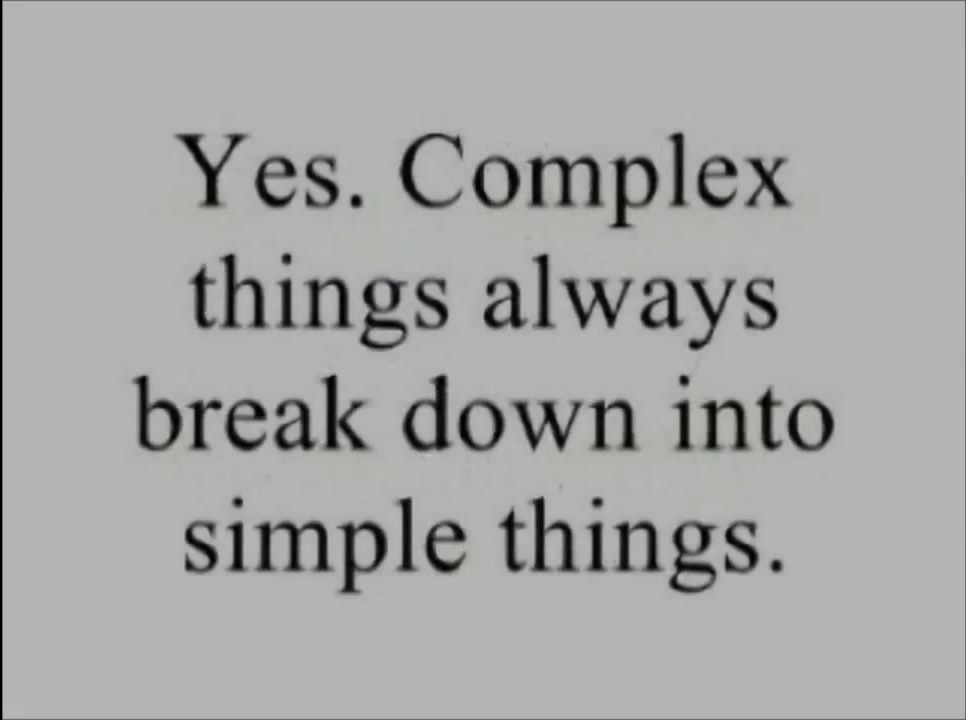 Yes. Complex
things always
break down into
simple things.